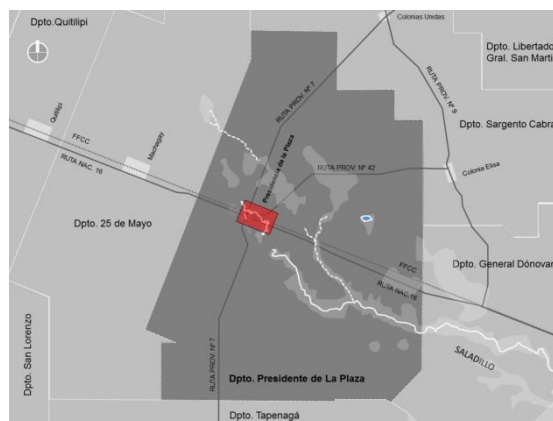 Dpto.Quitilipi
Colonias Unidas
Dpto. Libertado
Gral. San Marti
RUTA PROV. Nº 7
RUTA PROV. Nº 9
Quitilipi
FFCC
RUTA NAC. 16
Machagay
Dpto. Sargento Cabra
Presidencia de la Plaza
RUTA PROV. Nº 42
Colonia Elisa
Dpto. 25 de Mayo
FFCC
RUTA NAC.16
Dpto. General Dónovan
Dpto. San Lorenzo
RUTA PROV. Nº 7
SALADILLO
Dpto. Presidente de La Plaza
Dpto. Tapenagá